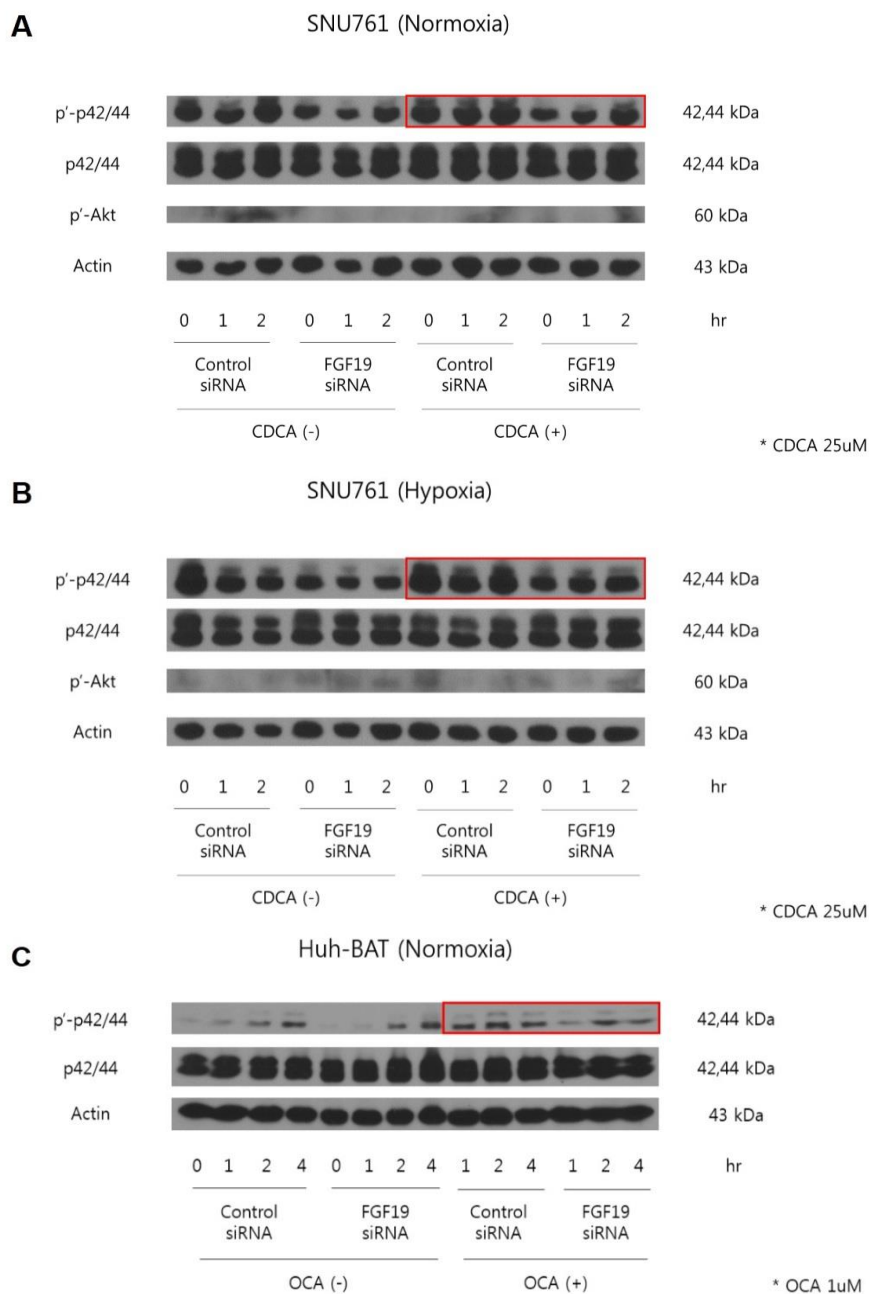 A
SNU761 (Normoxia)
p'-p42/44 42,44 kDa
p42/44 42,44 kDa
p'-Akt 60 kDa
Actin 43 kDa
0 1 2 0 1 2 0 1 2 0 1 2 hr
Control siRNA FGF19 siRNA Control siRNA FGF19 siRNA
CDCA (-) CDCA (+)
* CDCA 25uM
B
SNU761 (Hypoxia)
p'-p42/44 42,44 kDa
p42/44 42,44 kDa
p'-Akt 60 kDa
Actin 43 kDa
0 1 2 0 1 2 0 1 2 0 1 2 hr
Control siRNA FGF19 siRNA Control siRNA FGF19 siRNA
CDCA (-) CDCA (+)
* CDCA 25uM
C
Huh-BAT (Normoxia)
p'-p42/44 42,44 kDa
p42/44 42,44 kDa
Actin 43 kDa
0 1 2 4 0 1 2 4 1 2 4 1 2 4 hr
Control siRNA FGF19 siRNA Control siRNA FGF19 siRNA
OCA (-) OCA (+)
* OCA 1uM